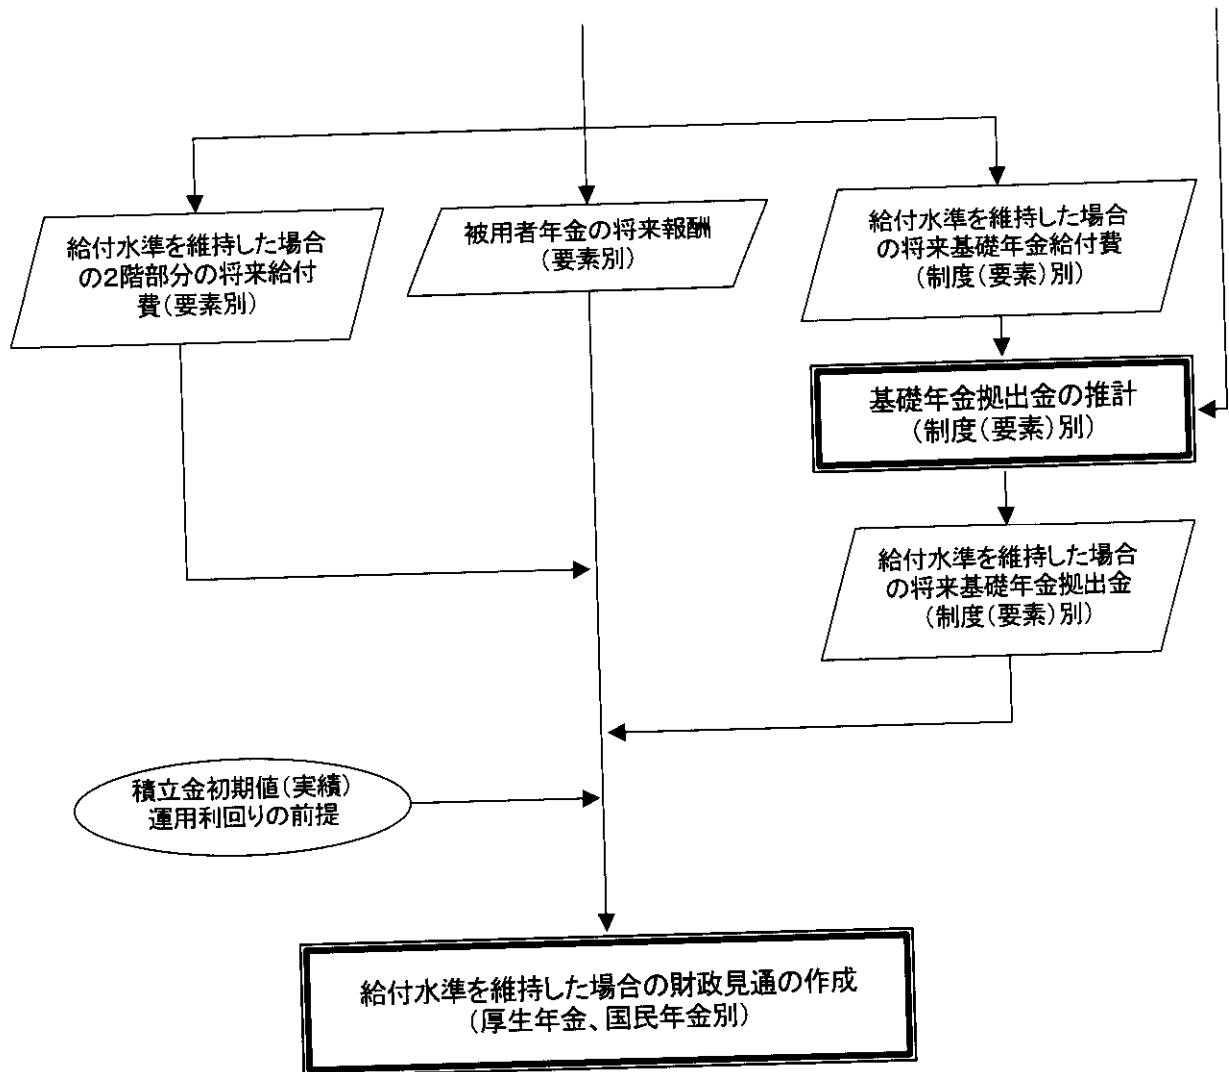 給付水準を維持した場合
の2階部分の将来給付
費(要素別)
被用者年金の将来報酬
(要素別)
給付水準を維持した場合
の将来基礎年金給付費
(制度(要素)別)
基礎年金拠出金の推計
(制度(要素)別)
給付水準を維持した場合
の将来基礎年金拠出金
(制度(要素)別)
積立金初期値(実績)
運用利回りの前提
給付水準を維持した場合の財政見通の作成
(厚生年金、国民年金別)